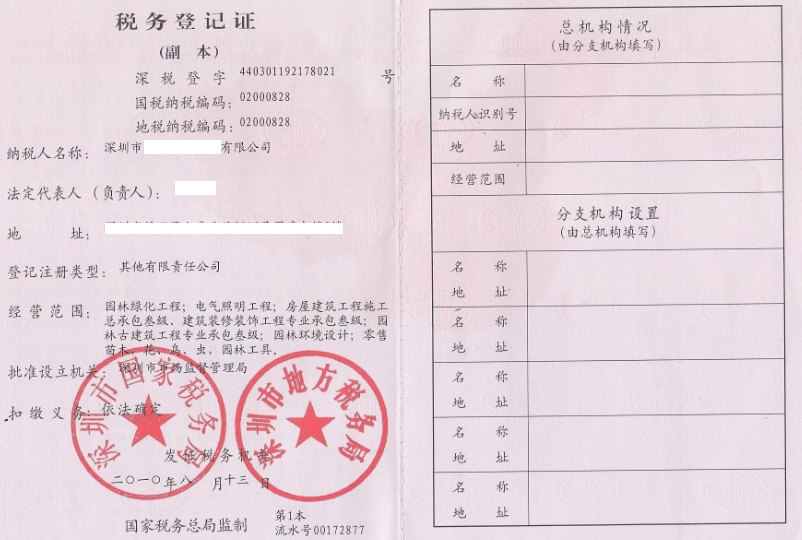 税务登记证
(副 本)
深 税 登 字 440301192178021 号
国税纳税编码: 02000828
地税纳税编码: 02000828
纳税人名称: 深圳市 有限公司
法定代表人(负责人):
地 址:
登记注册类型: 其他有限责任公司
经 营 范 围: 园林绿化工程; 电气照明工程; 房屋建筑工程施工
总承包叁级、建筑装修装饰工程专业承包叁级; 园
林古建筑工程专业承包叁级; 园林环境设计; 零售
苗木, 花、鸟、虫, 园林工具。
批准设立机关: 深圳市市场监督管理局
扣 缴 义 务: 依法确定
深圳市国家税务局
深圳市地方税务局
发证税务机关
二〇一〇年八 月十三 日
国家税务总局监制
第1本
流水号00172877
总机构情况
(由分支机构填写)
名 称
纳税人识别号
地 址
经营范围
分支机构设置
(由总机构填写)
名 称
地 址
名 称
地 址
名 称
地 址
名 称
地 址
名 称
地 址